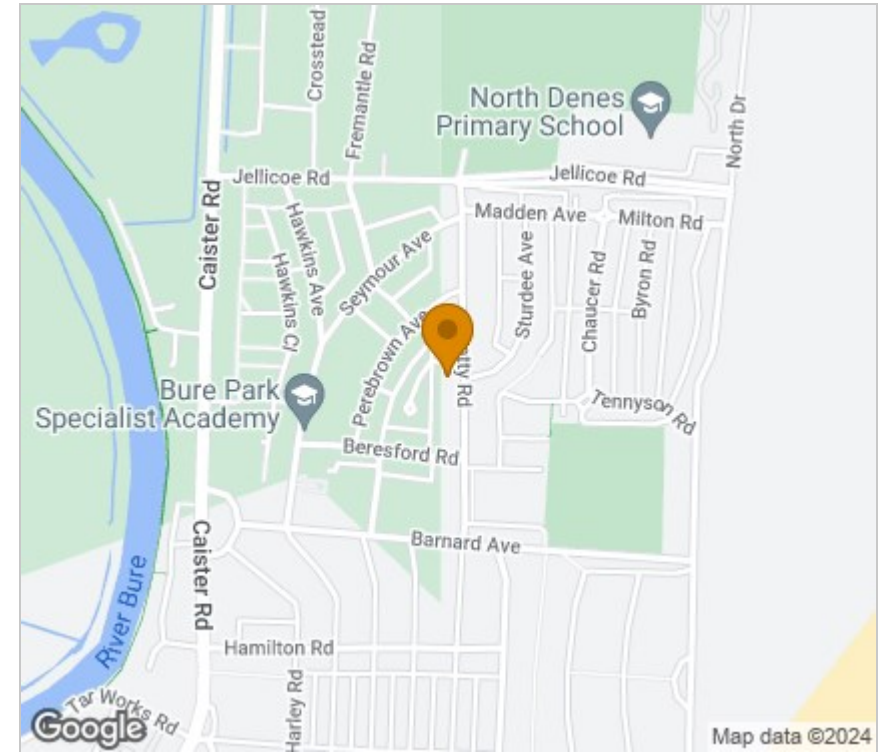 Crosstead
Fremantle Rd
North Denes
Primary School
North Dr
Jellicoe Rd
Jellicoe Rd
Caister Rd
Hawkins Ave
Hawkins Cl
Seymour Ave
Madden Ave
Milton Rd
Sturdee Ave
Chaucer Rd
Byron Rd
Perebrown Ave
atty Rd
Bure Park
Specialist Academy
Tennyson Rd
Beresford Rd
Caister Rd
Barnard Ave
River Bure
Hamilton Rd
Harley Rd
Tar Works Rd
Google
Map data ©2024